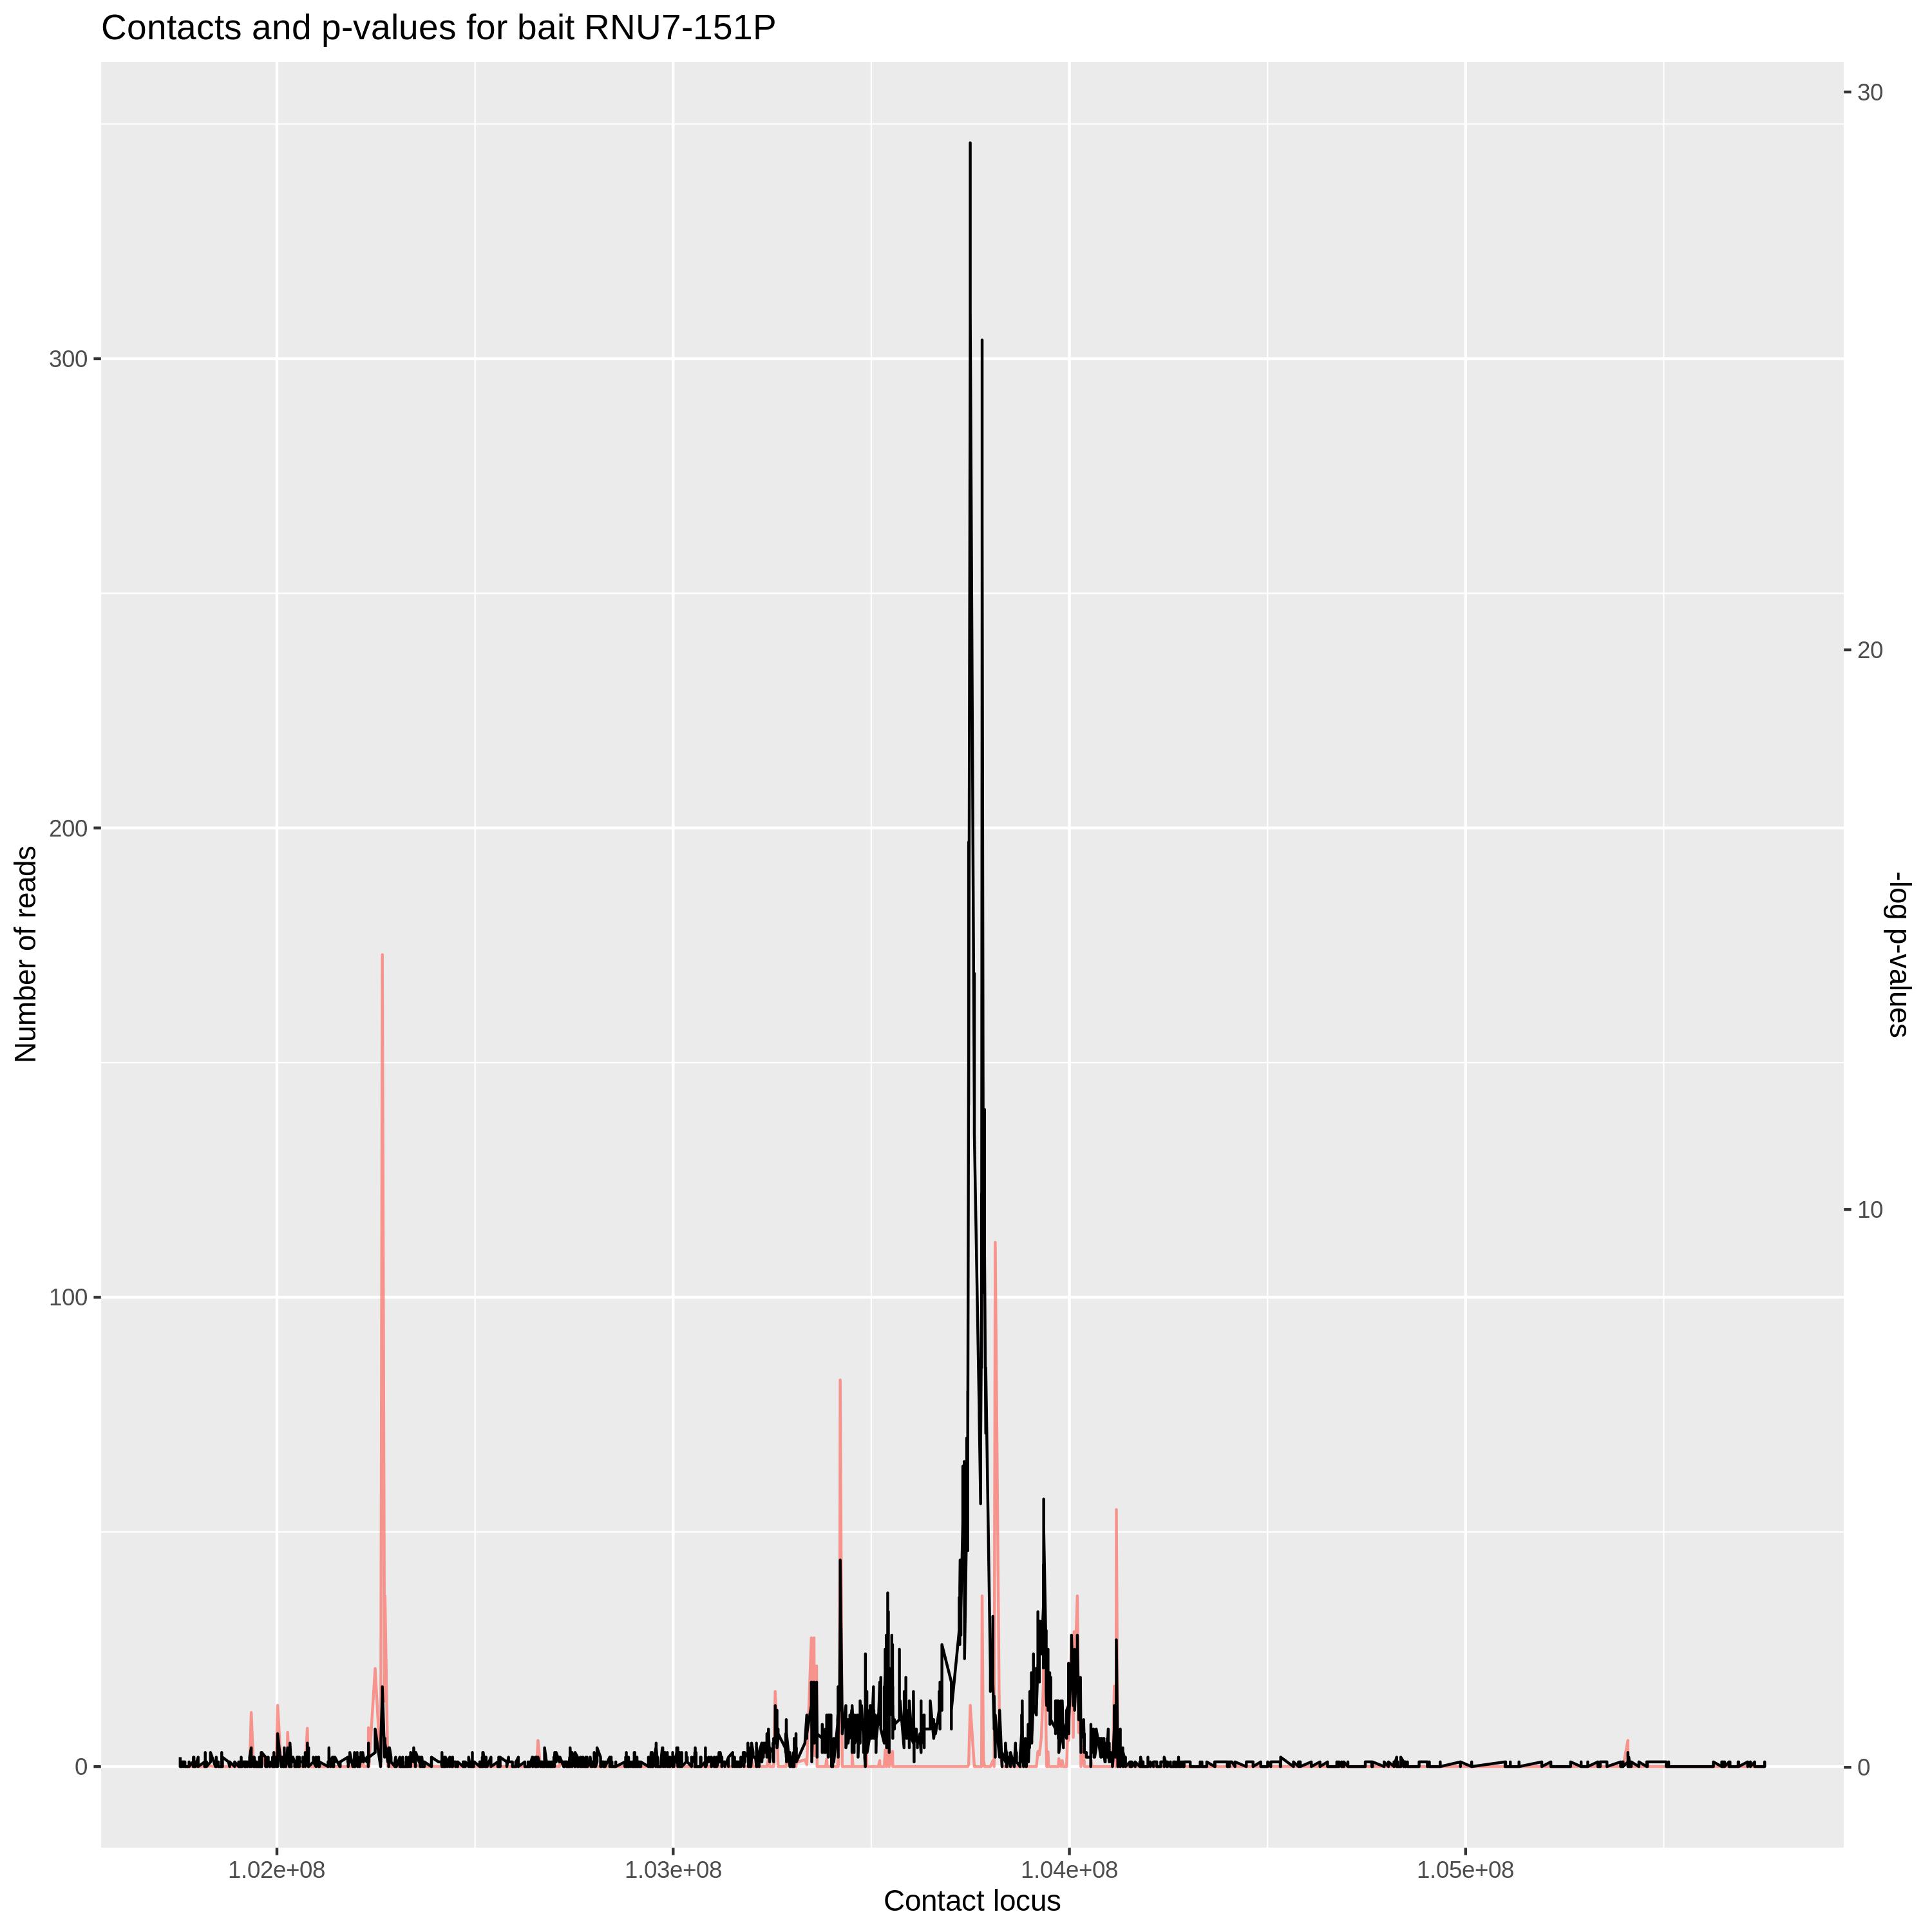 Contacts and p-values for bait RNU7-151P
30
300
20
200
Number of reads
-log p-values
10
100
0
0
1.02e+08
1.03e+08
1.04e+08
1.05e+08
Contact locus